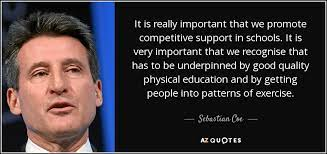 It is really important that we promote
competitive support in schools. It is
very important that we recognise that
has to be underpinned by good quality
physical education and by getting
people into patterns of exercise.
Sebastian Coe
AZ QUOTES